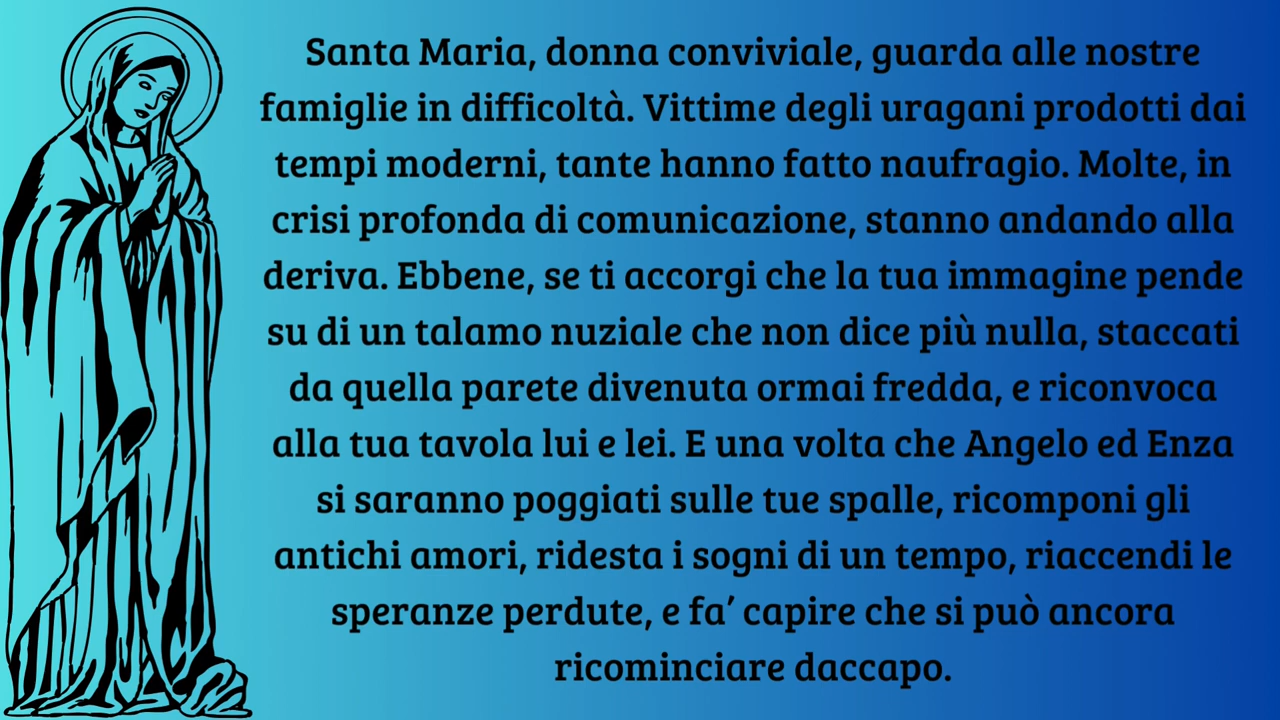 Santa Maria, donna conviviale, guarda alle nostre
famiglie in difficoltà. Vittime degli uragani prodotti dai
tempi moderni, tante hanno fatto naufragio. Molte, in
crisi profonda di comunicazione, stanno andando alla
deriva. Ebbene, se ti accorgi che la tua immagine pende
su di un talamo nuziale che non dice più nulla, staccati
da quella parete divenuta ormai fredda, e riconvoca
alla tua tavola lui e lei. E una volta che Angelo ed Enza
si saranno poggiati sulle tue spalle, ricomponi gli
antichi amori, ridesta i sogni di un tempo, riaccendi le
speranze perdute, e fa’ capire che si può ancora
ricominciare daccapo.